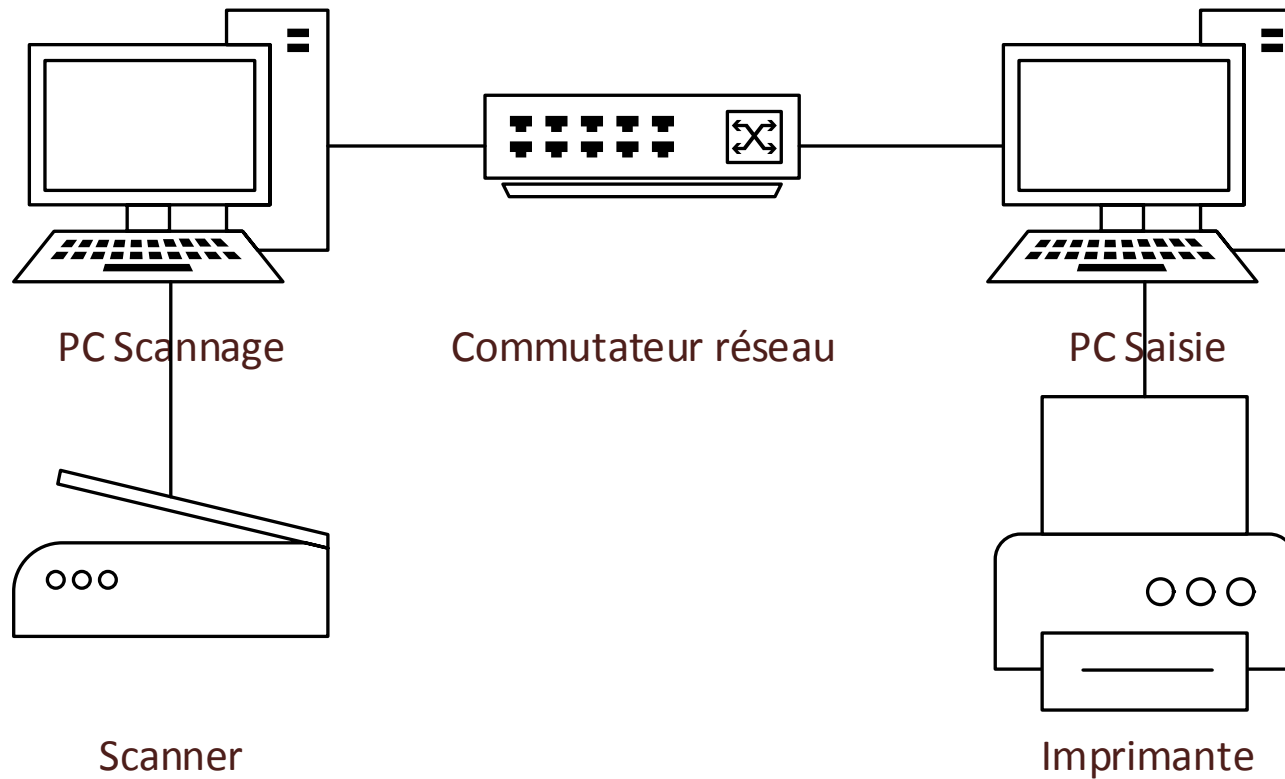 PC Scannage
Commutateur réseau
PC Saisie
Scanner
Imprimante